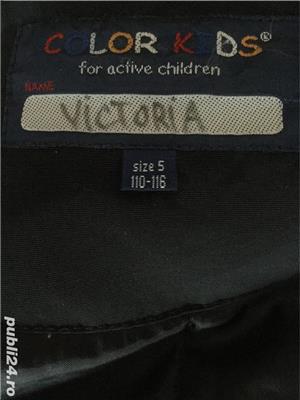 COLOR KIDS®
for active children
NAME
VICTORIA
size 5
110-116
publi24.ro